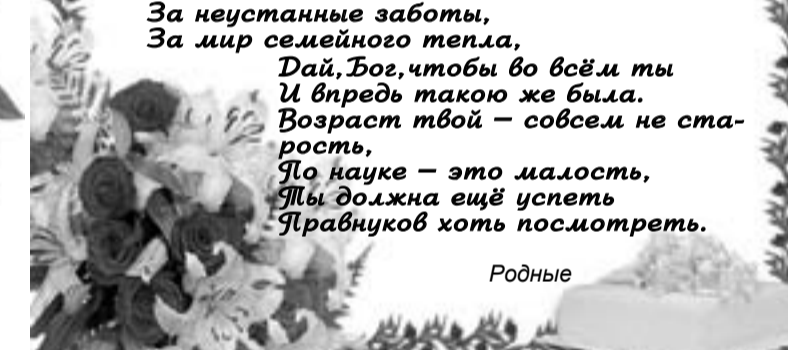 За неустанные заботы,
За мир семейного тепла,
Дай,Бог,чтобы во всём ты
И впредь такою же была.
Возраст твой – совсем не ста-
рость,
По науке – это малость,
Ты должна ещё успеть
Правнуков хоть посмотреть.
Родные